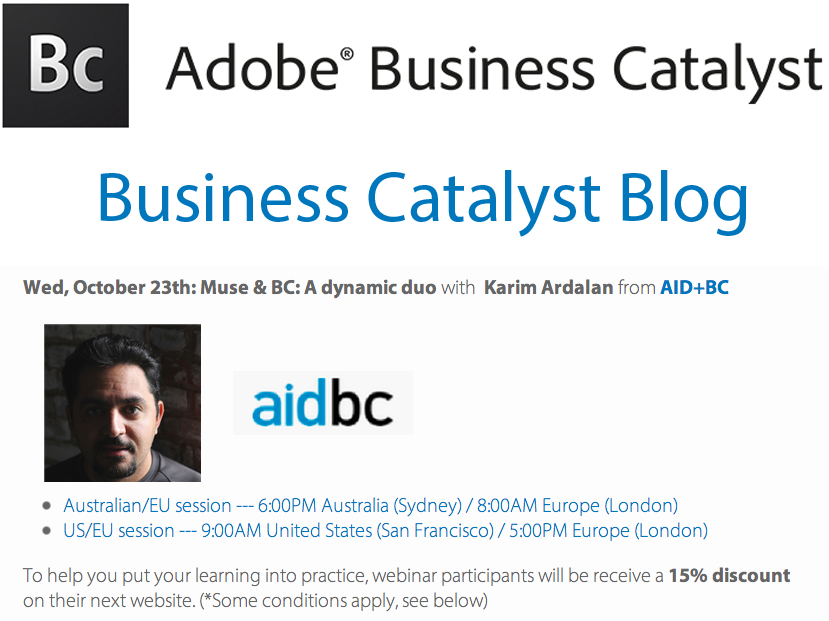 Bc
Adobe® Business Catalyst
Business Catalyst Blog
Wed, October 23th: Muse & BC: A dynamic duo with Karim Ardalan from AID+BC
aidbc
Australian/EU session --- 6:00PM Australia (Sydney) / 8:00AM Europe (London)
US/EU session --- 9:00AM United States (San Francisco) / 5:00PM Europe (London)
To help you put your learning into practice, webinar participants will be receive a 15% discount
on their next website. (*Some conditions apply, see below)